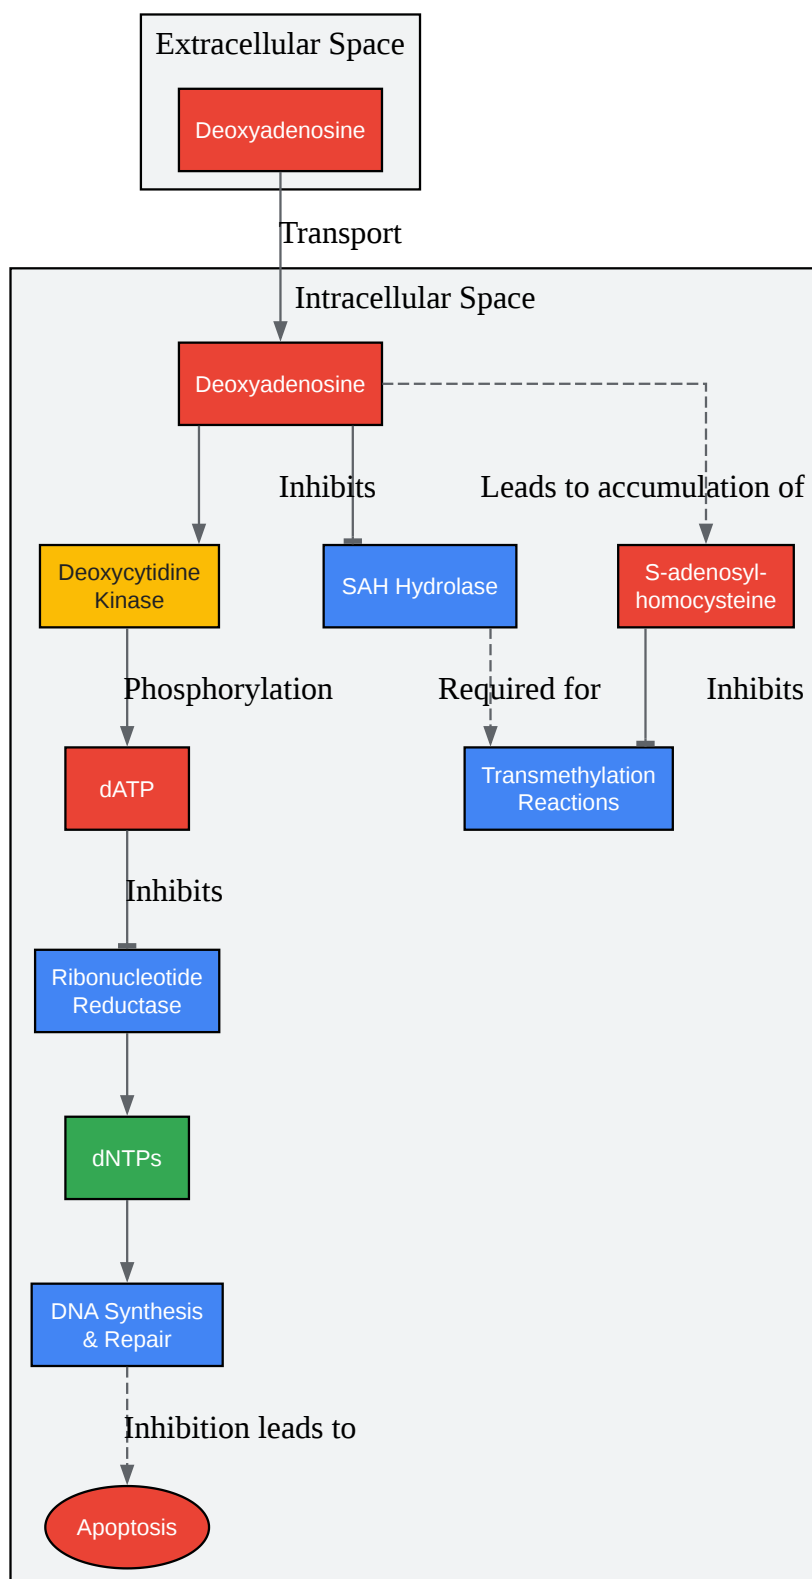 Extracellular Space
Deoxyadenosine
Transport
Intracellular Space
Deoxyadenosine
Inhibits
Leads to accumulation of
Deoxycytidine
Kinase
SAH Hydrolase
S-adenosyl-
homocysteine
Phosphorylation
Required for
Inhibits
dATP
Transmethylation
Reactions
Inhibits
Ribonucleotide
Reductase
dNTPs
DNA Synthesis
& Repair
Inhibition leads to
Apoptosis